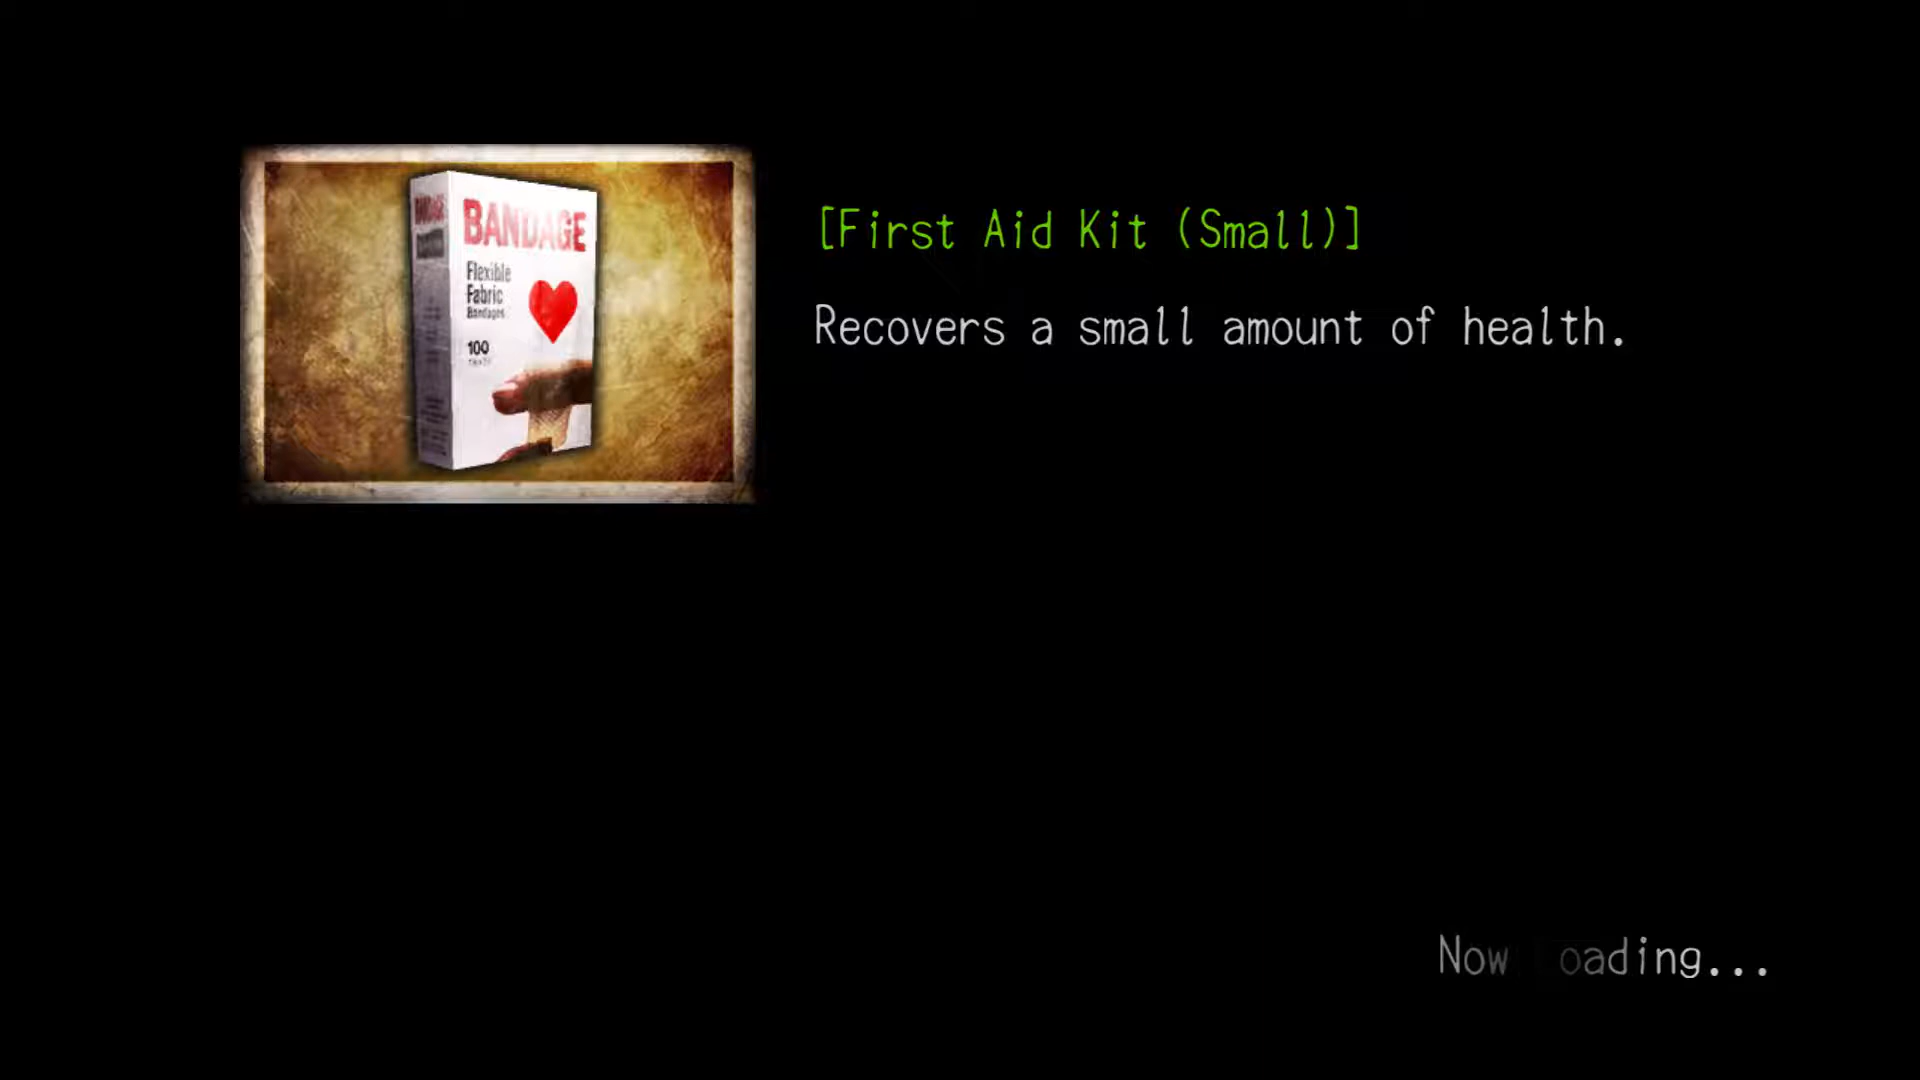 BANDAGE
Flexible
Fabric
Bandages
100
[First Aid Kit (Small)]
Recovers a small amount of health.
Now oading...